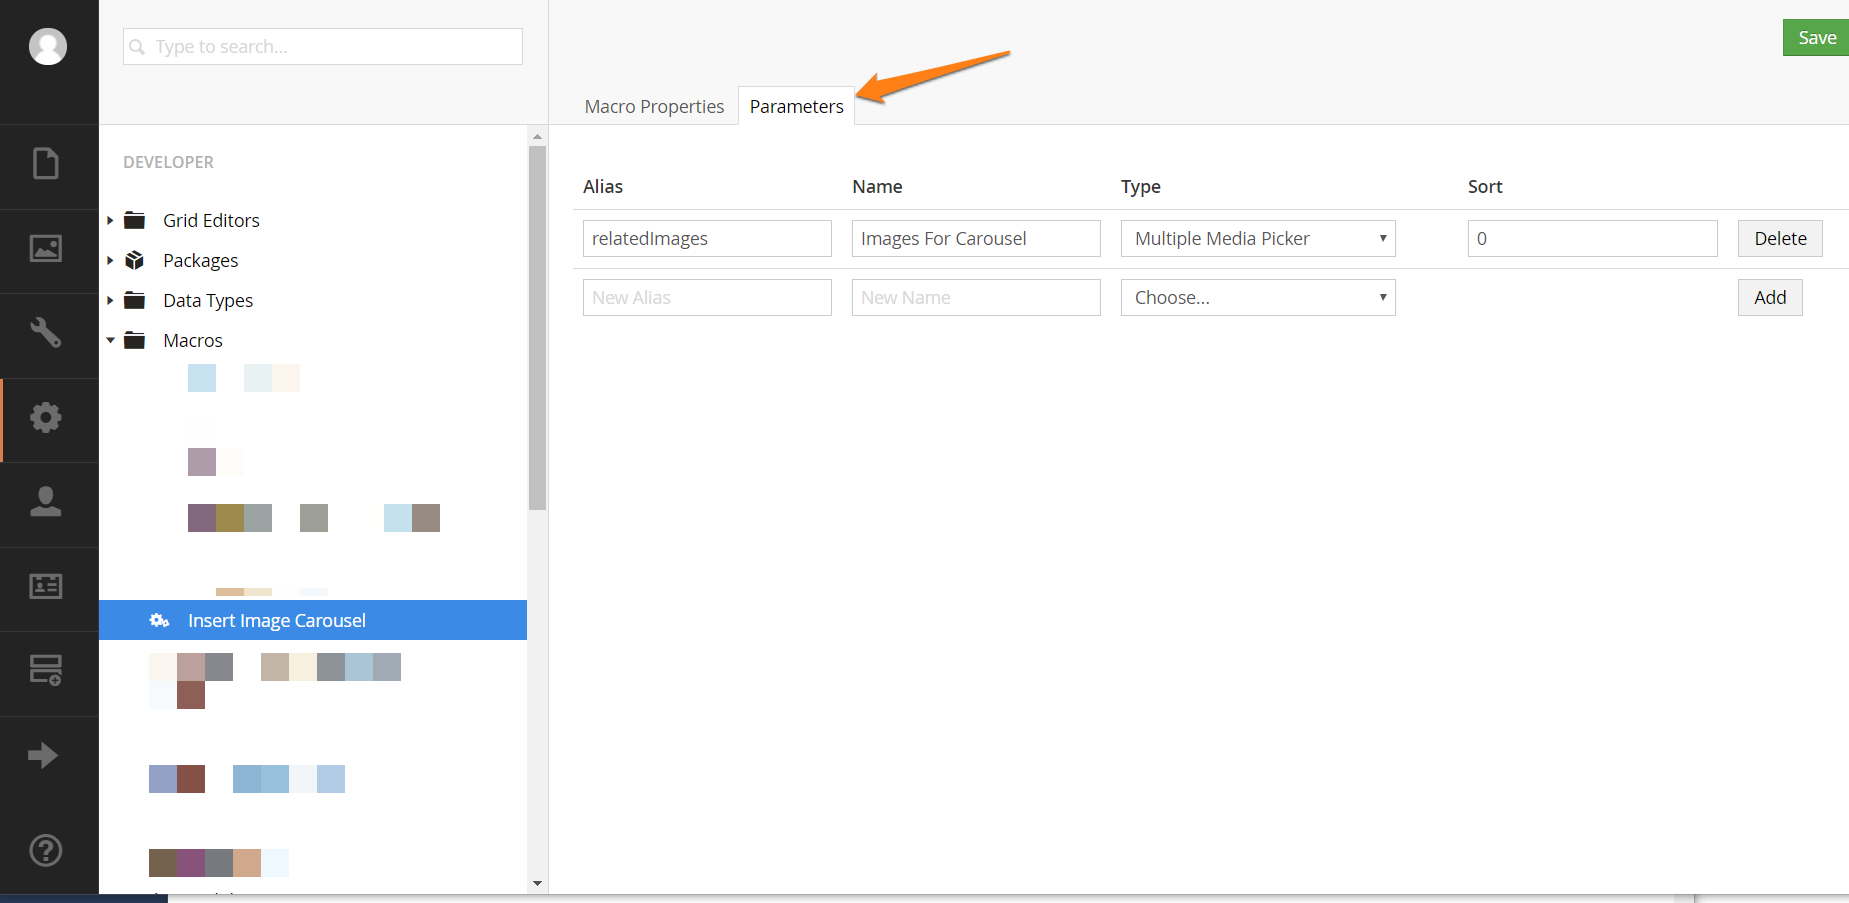 Type to search...
Save
Macro Properties
Parameters
DEVELOPER
Grid Editors
Packages
Data Types
Macros
Insert Image Carousel
Alias Name Type Sort
relatedImages Images For Carousel Multiple Media Picker 0 Delete
New Alias New Name Choose... Add